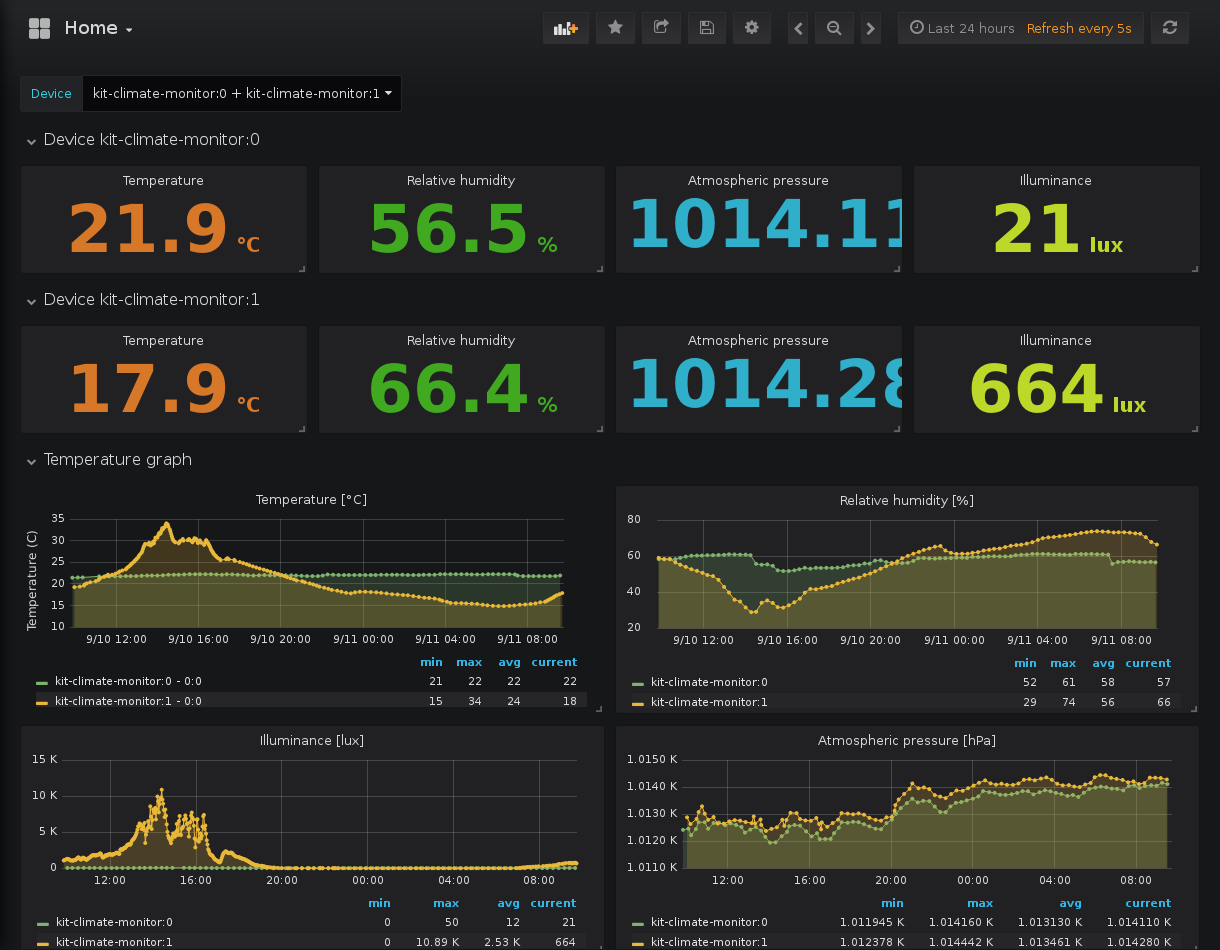 Home
Last 24 hours Refresh every 5s
Device kit-climate-monitor:0 + kit-climate-monitor:1
Device kit-climate-monitor:0
Temperature Relative humidity Atmospheric pressure Illuminance
21.9 °C 56.5 % 1014.11 21 lux
Device kit-climate-monitor:1
Temperature Relative humidity Atmospheric pressure Illuminance
17.9 °C 66.4 % 1014.28 664 lux
Temperature graph
Temperature [°C]
Temperature (C)
35
30
25
20
15
10
9/10 12:00 9/10 16:00 9/10 20:00 9/11 00:00 9/11 04:00 9/11 08:00
min max avg current
kit-climate-monitor:0 - 0:0 21 22 22 22
kit-climate-monitor:1 - 0:0 15 34 24 18
Relative humidity [%]
80
60
40
20
9/10 12:00 9/10 16:00 9/10 20:00 9/11 00:00 9/11 04:00 9/11 08:00
min max avg current
kit-climate-monitor:0 52 61 58 57
kit-climate-monitor:1 29 74 56 66
Illuminance [lux]
15 K
10 K
5 K
0
12:00 16:00 20:00 00:00 04:00 08:00
min max avg current
kit-climate-monitor:0 0 50 12 21
kit-climate-monitor:1 0 10.89 K 2.53 K 664
Atmospheric pressure [hPa]
1.0150 K
1.0140 K
1.0130 K
1.0120 K
1.0110 K
12:00 16:00 20:00 00:00 04:00 08:00
min max avg current
kit-climate-monitor:0 1.011945 K 1.014160 K 1.013130 K 1.014110 K
kit-climate-monitor:1 1.012378 K 1.014442 K 1.013461 K 1.014280 K